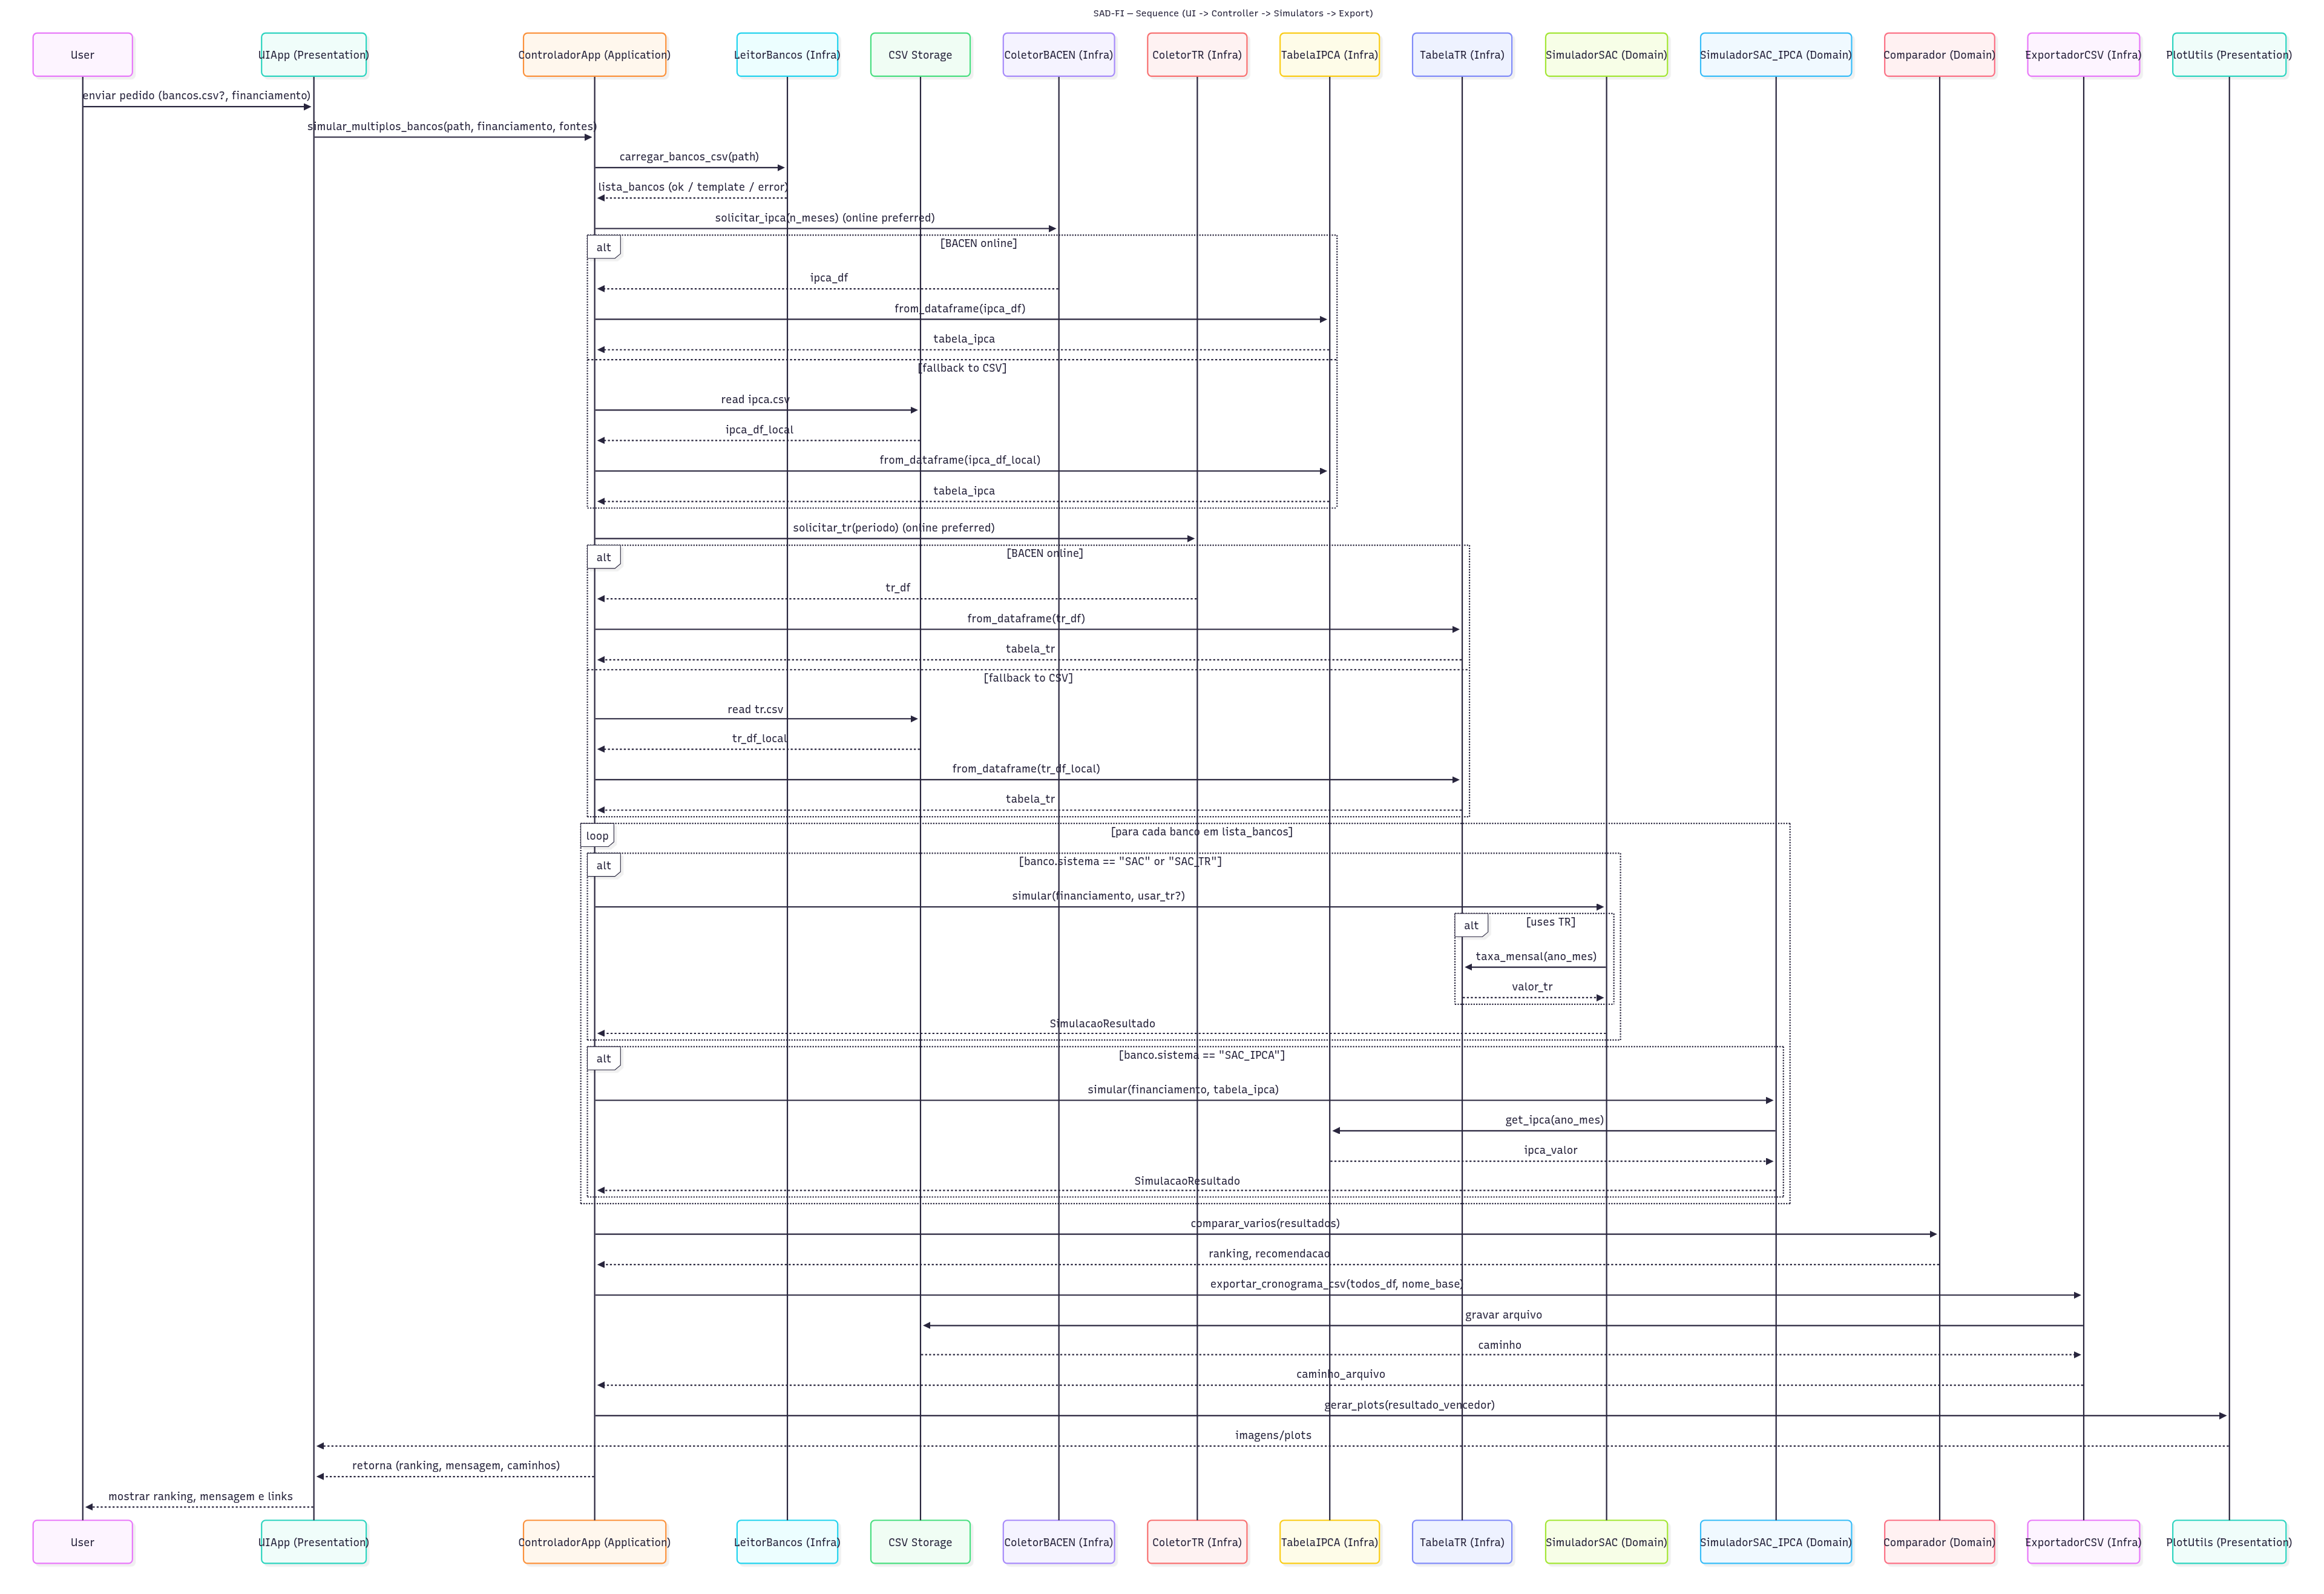 SAD-FI — Sequence (UI -> Controller -> Simulators -> Export)
User
UIApp (Presentation)
ControladorApp (Application)
LeitorBancos (Infra)
CSV Storage
ColetorBACEN (Infra)
ColetorTR (Infra)
TabelaIPCA (Infra)
TabelaTR (Infra)
SimuladorSAC (Domain)
SimuladorSAC_IPCA (Domain)
Comparador (Domain)
ExportadorCSV (Infra)
PlotUtils (Presentation)
enviar pedido (bancos.csv?, financiamento)
simular_multiplos_bancos(path, financiamento, fontes)
carregar_bancos_csv(path)
lista_bancos (ok / template / error)
solicitar_ipca(n_meses) (online preferred)
alt
[BACEN online]
ipca_df
from_dataframe(ipca_df)
tabela_ipca
[fallback to CSV]
read ipca.csv
ipca_df_local
from_dataframe(ipca_df_local)
tabela_ipca
solicitar_tr(periodo) (online preferred)
alt
[BACEN online]
tr_df
from_dataframe(tr_df)
tabela_tr
[fallback to CSV]
read tr.csv
tr_df_local
from_dataframe(tr_df_local)
tabela_tr
loop
[para cada banco em lista_bancos]
alt
[banco.sistema == "SAC" or "SAC_TR"]
simular(financiamento, usar_tr?)
alt
[uses TR]
taxa_mensal(ano_mes)
valor_tr
SimulacaoResultado
alt
[banco.sistema == "SAC_IPCA"]
simular(financiamento, tabela_ipca)
get_ipca(ano_mes)
ipca_valor
SimulacaoResultado
comparar_varios(resultados)
ranking, recomendacao
exportar_cronograma_csv(todos_df, nome_base)
gravar arquivo
caminho
caminho_arquivo
gerar_plots(resultado_vencedor)
imagens/plots
retorna (ranking, mensagem, caminhos)
mostrar ranking, mensagem e links
User
UIApp (Presentation)
ControladorApp (Application)
LeitorBancos (Infra)
CSV Storage
ColetorBACEN (Infra)
ColetorTR (Infra)
TabelaIPCA (Infra)
TabelaTR (Infra)
SimuladorSAC (Domain)
SimuladorSAC_IPCA (Domain)
Comparador (Domain)
ExportadorCSV (Infra)
PlotUtils (Presentation)